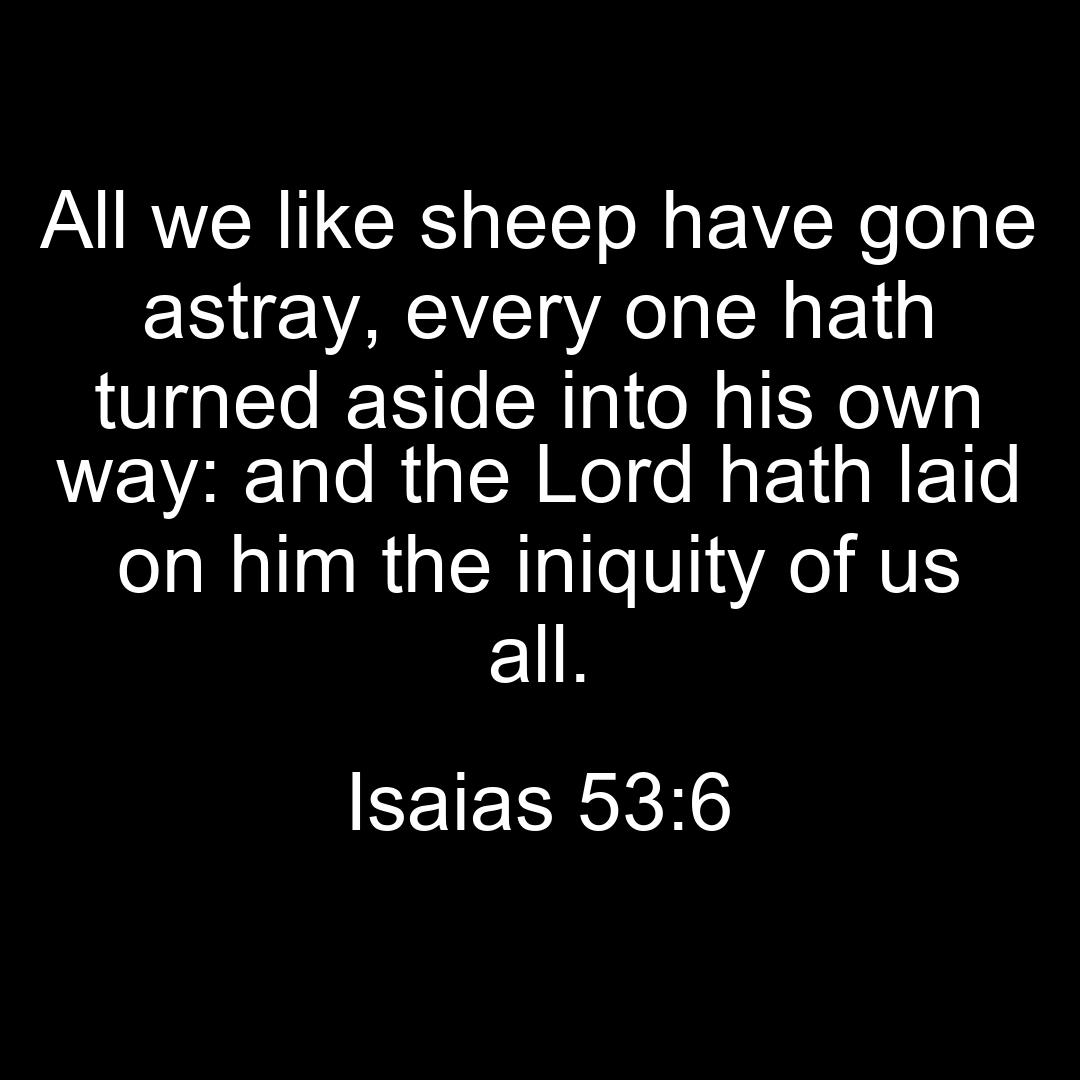 All we like sheep have gone
astray, every one hath
turned aside into his own
way: and the Lord hath laid
on him the iniquity of us
all.
Isaias 53:6